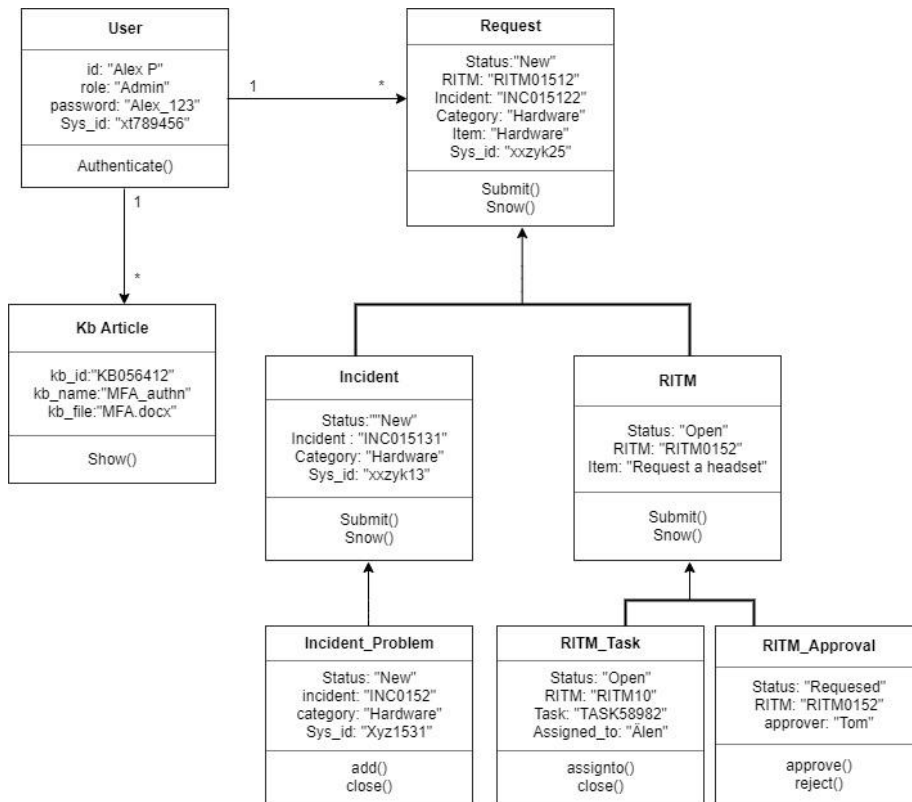 User
id: "Alex P"
role: "Admin"
password: "Alex_123"
Sys_id: "xt789456"
Authenticate()
1
*
Request
Status:"New"
RITM: "RITM01512"
Incident: "INC015122"
Category: "Hardware"
Item: "Hardware"
Sys_id: "xxzyk25"
Submit()
Snow()
1
*
Kb Article
kb_id:"KB056412"
kb_name:"MFA_authn"
kb_file:"MFA.docx"
Show()
Incident
Status:""New"
Incident : "INC015131"
Category: "Hardware"
Sys_id: "xxzyk13"
Submit()
Snow()
RITM
Status: "Open"
RITM: "RITM0152"
Item: "Request a headset"
Submit()
Snow()
Incident_Problem
Status: "New"
incident: "INC0152"
category: "Hardware"
Sys_id: "Xyz1531"
add()
close()
RITM_Task
Status: "Open"
RITM: "RITM10"
Task: "TASK58982"
Assigned_to: "Älen"
assignto()
close()
RITM_Approval
Status: "Requesed"
RITM: "RITM0152"
approver: "Tom"
approve()
reject()